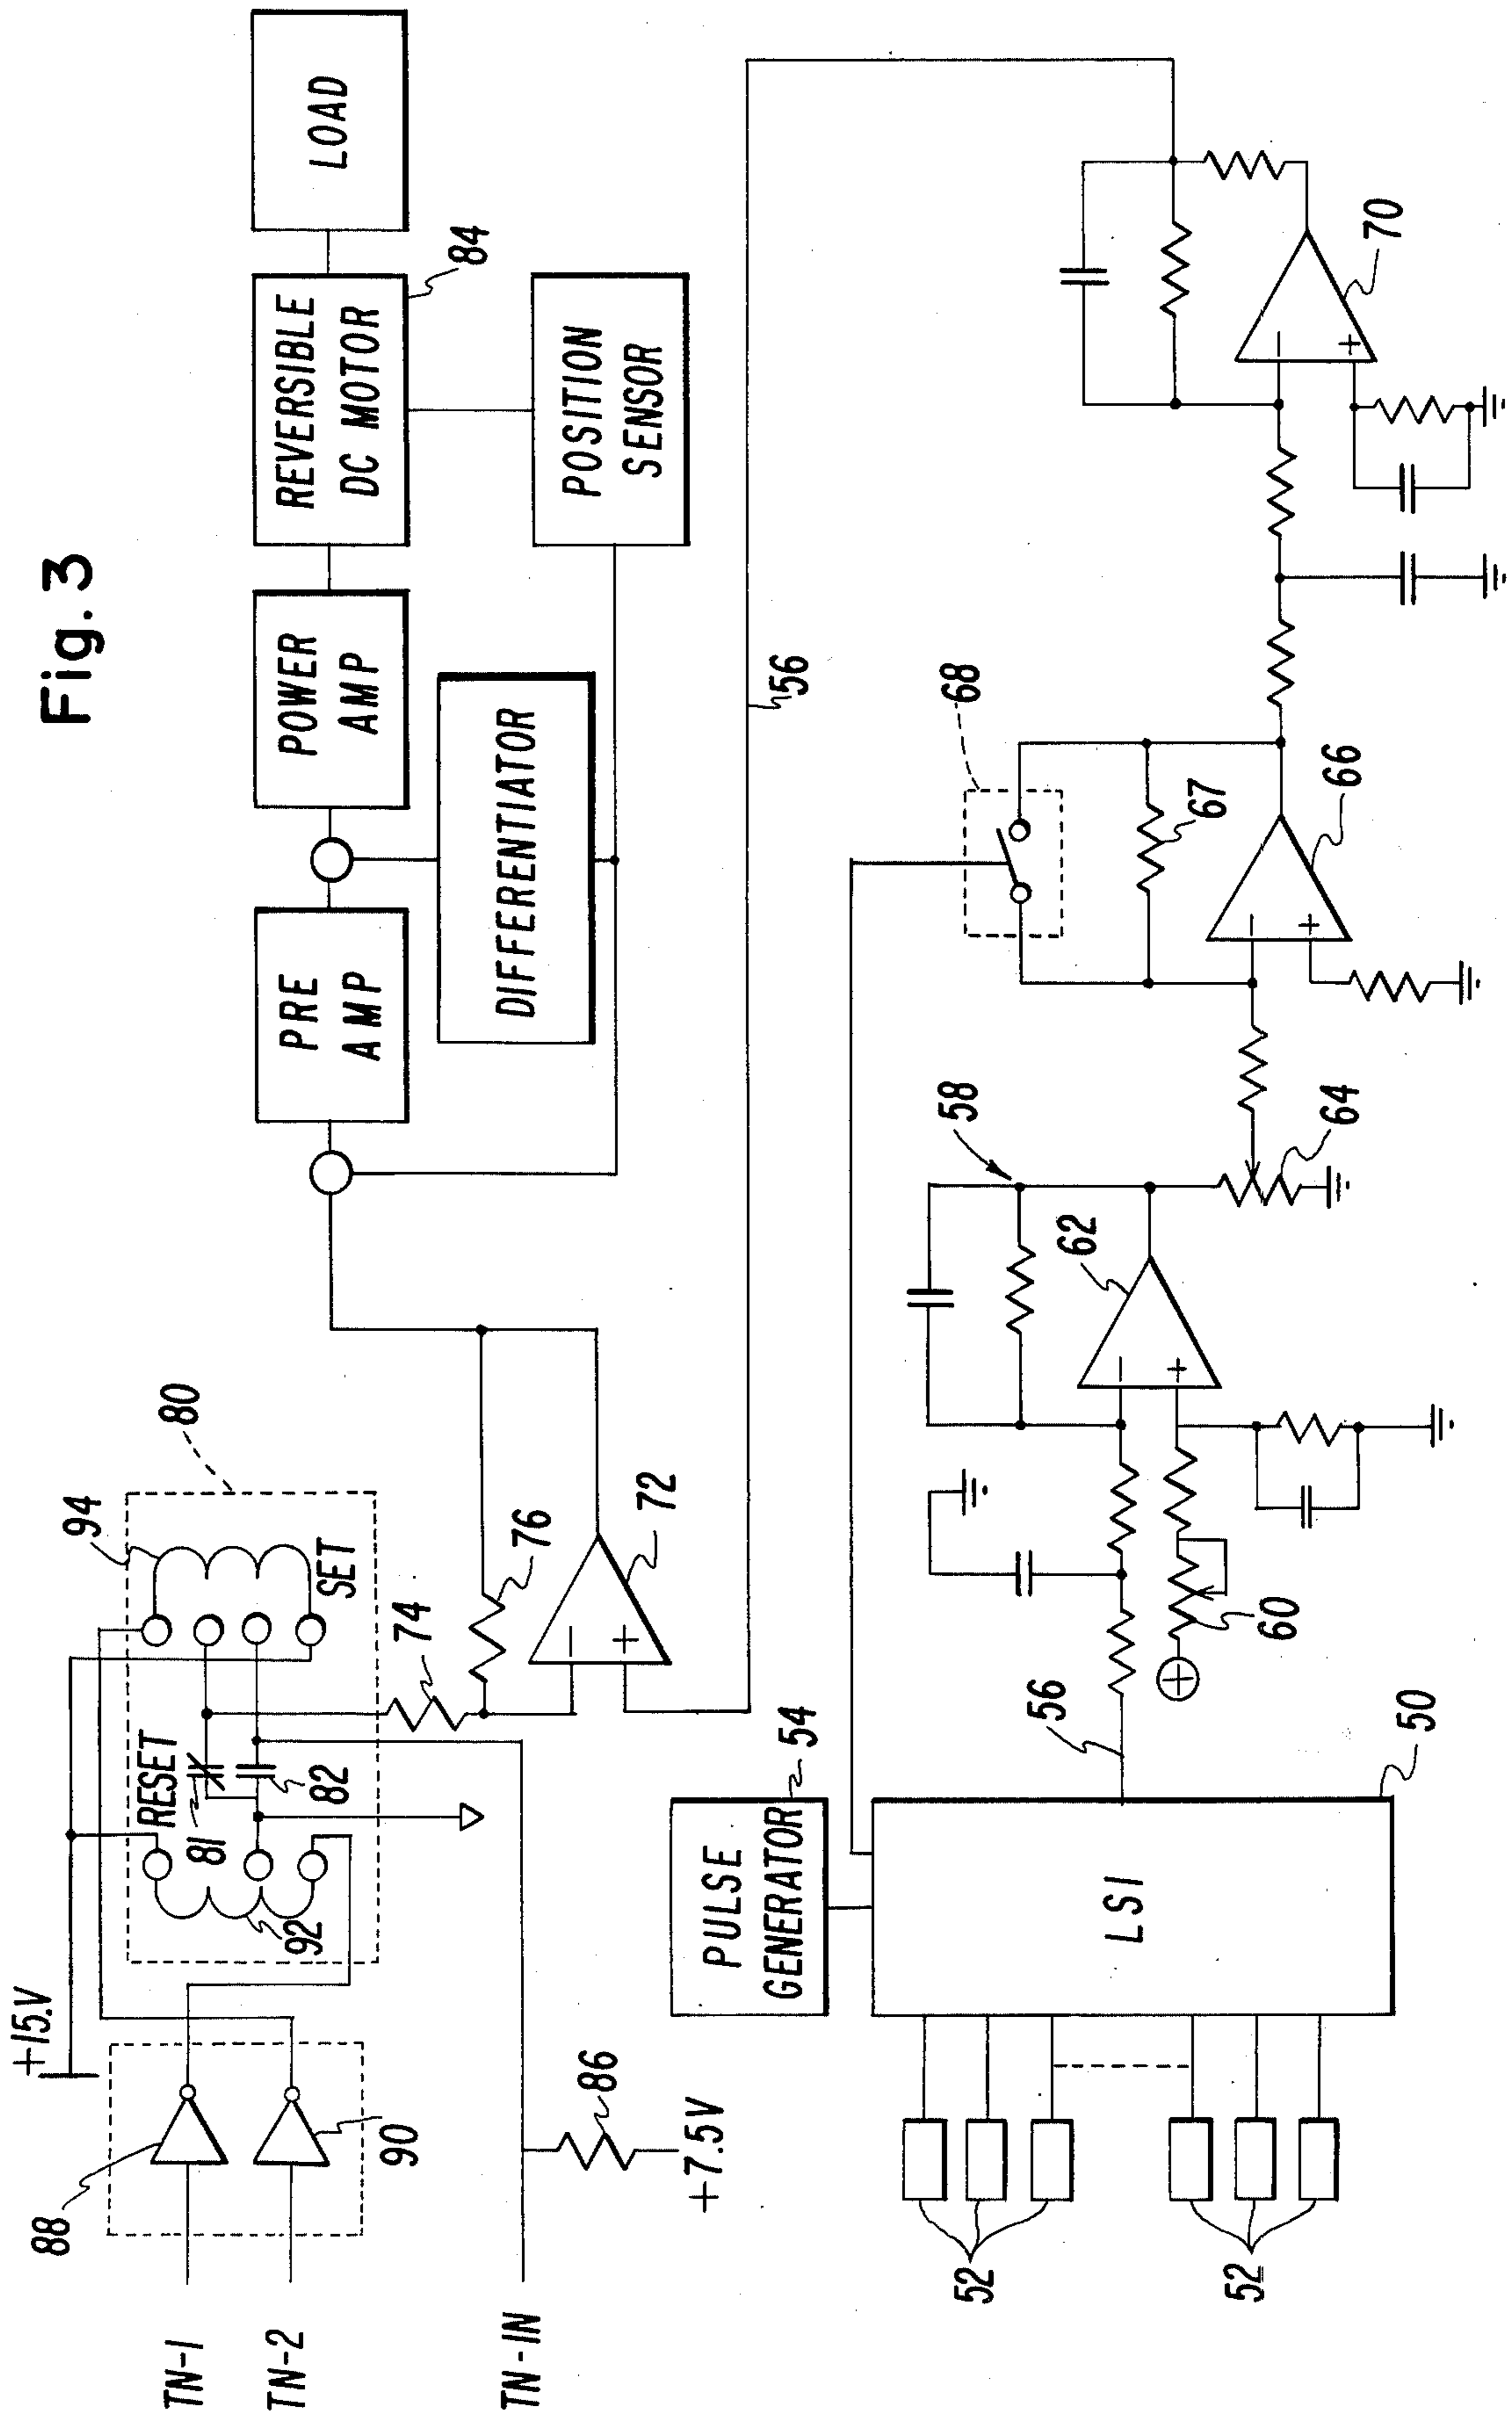 Fig. 3
LOAD
REVERSIBLE
DC MOTOR
84
POSITION
SENSOR
POWER
AMP
DIFFERENTIATOR
PRE
AMP
56
80
94
SET
RESET
81
82
92
74
76
72
+15.V
88
90
86
+7.5V
TN-1
TN-2
TN-IN
70
68
67
66
64
58
62
60
56
54
PULSE
GENERATOR
50
LSI
52
52
+
-
+
-
+
-
+
-
+